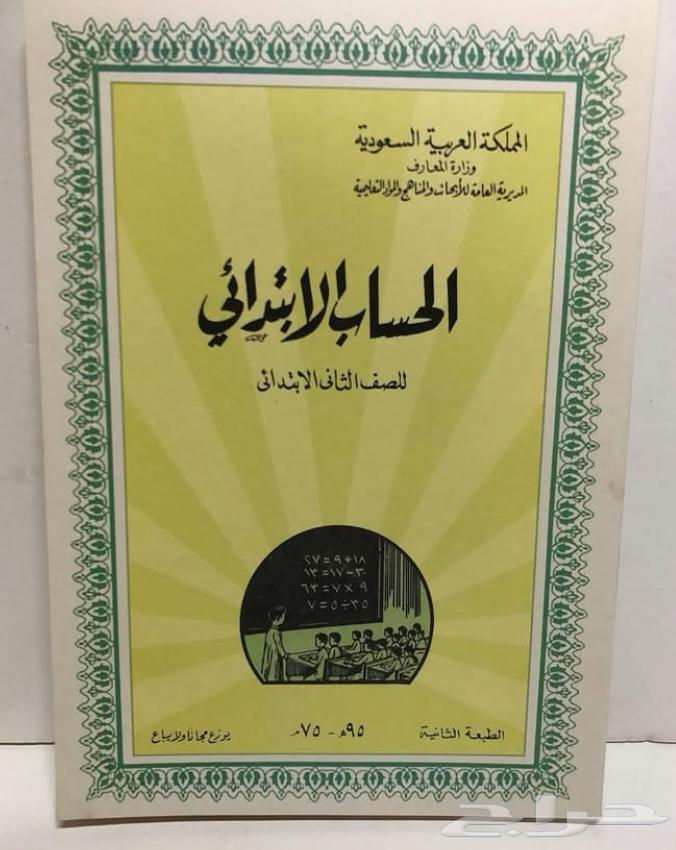 المملكة العربية السعودية
وزارة المعارف
المديرية العامة للأبحاث والمناهج والمواد التعليمية
الحساب الابتدائي
للصف الثاني الابتدائى
١٨+٩=٢٧
٣٠-١٧=١٣
٩×٧=٦٣
٣٥÷٥=٧
الطبعة الثانية
٩٥هـ - ٧٥م
يوزع مجانا ولا يباع
حراج